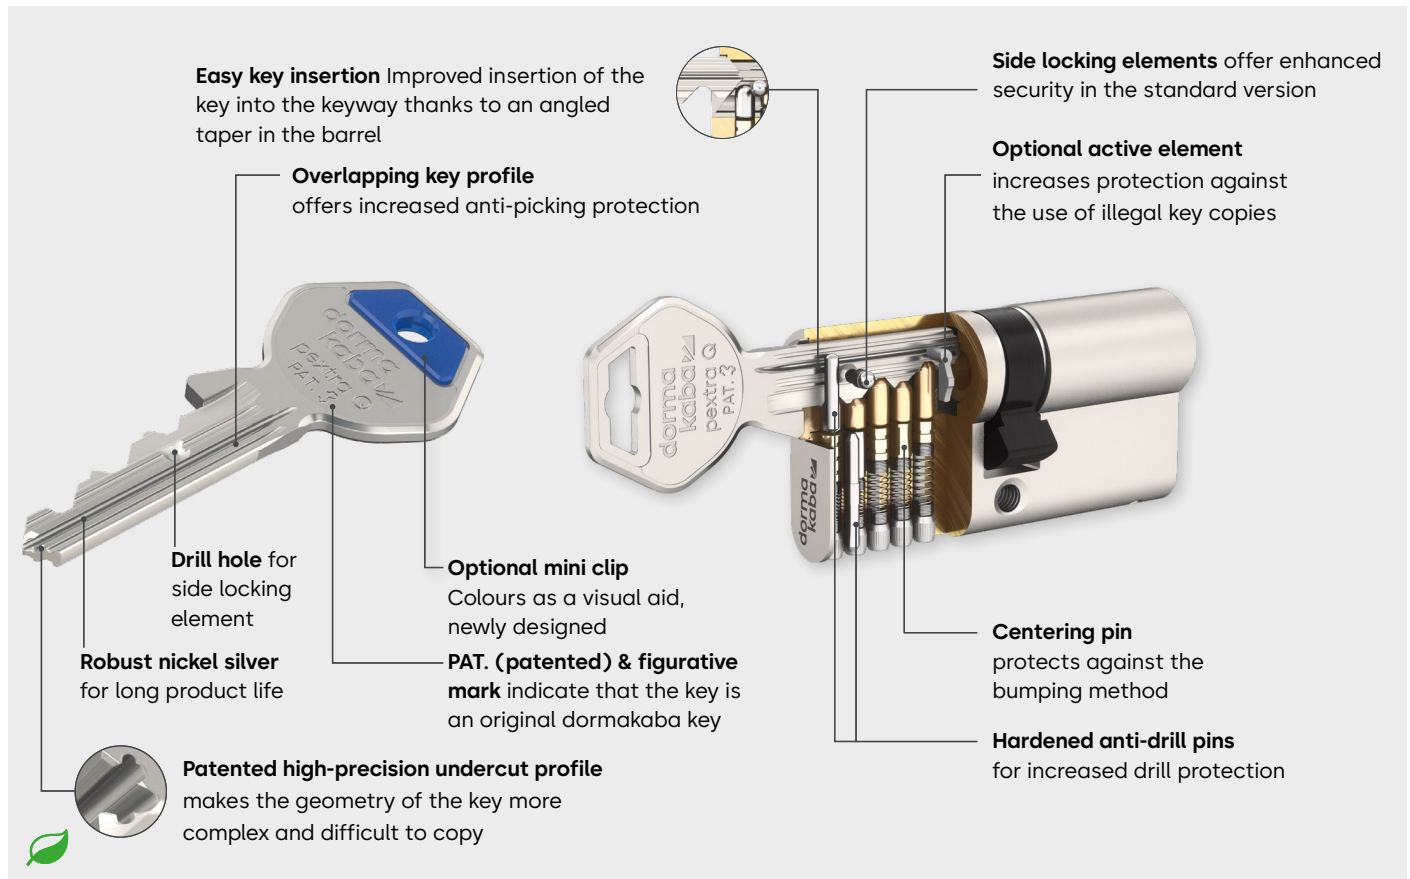 Easy key insertion Improved insertion of the
key into the keyway thanks to an angled
taper in the barrel
Overlapping key profile
offers increased anti-picking protection
Side locking elements offer enhanced
security in the standard version
Optional active element
increases protection against
the use of illegal key copies
dorma
kaba
pextra Q
PAT. 3
dorma
kaba
pextra Q
PAT. 3
dorma
kaba
Drill hole for
side locking
element
Optional mini clip
Colours as a visual aid,
newly designed
Robust nickel silver
for long product life
PAT. (patented) & figurative
mark indicate that the key is
an original dormakaba key
Centering pin
protects against the
bumping method
Hardened anti-drill pins
for increased drill protection
Patented high-precision undercut profile
makes the geometry of the key more
complex and difficult to copy